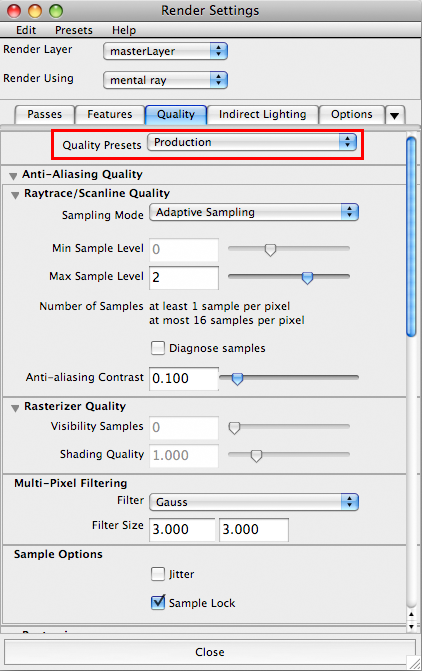 Render Settings
Edit Presets Help
Render Layer masterLayer
Render Using mental ray
Passes Features Quality Indirect Lighting Options
Quality Presets Production
Anti-Aliasing Quality
Raytrace/Scanline Quality
Sampling Mode Adaptive Sampling
Min Sample Level 0
Max Sample Level 2
Number of Samples at least 1 sample per pixel
at most 16 samples per pixel
Diagnose samples
Anti-aliasing Contrast 0.100
Rasterizer Quality
Visibility Samples 0
Shading Quality 1.000
Multi-Pixel Filtering
Filter Gauss
Filter Size 3.000 3.000
Sample Options
Jitter
Sample Lock
Close